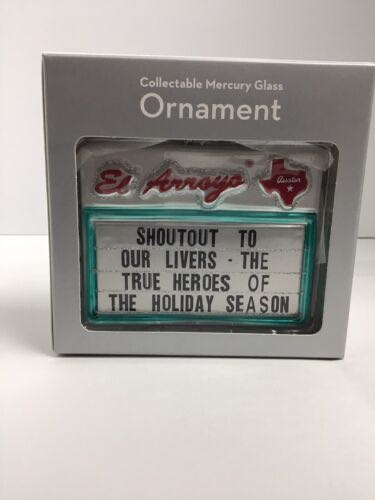 Collectable Mercury Glass
Ornament
El Arroyo®
Austin
SHOUTOUT TO
OUR LIVERS - THE
TRUE HEROES OF
THE HOLIDAY SEASON